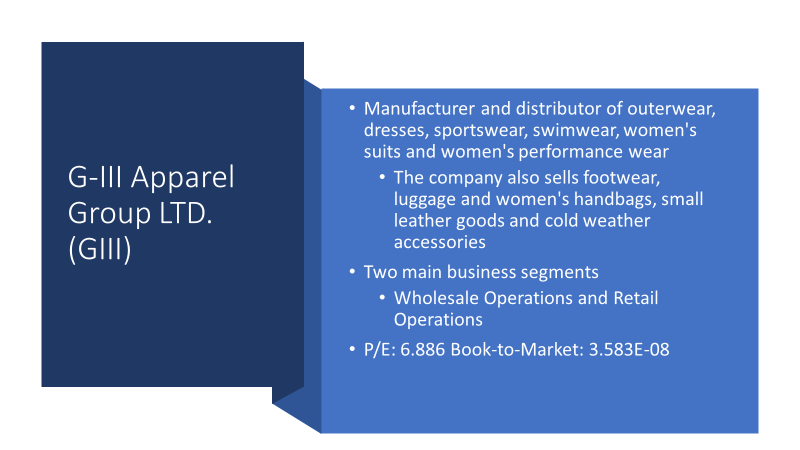 G-III Apparel
Group LTD.
(GIII)
• Manufacturer and distributor of outerwear,
dresses, sportswear, swimwear, women's
suits and women's performance wear
• The company also sells footwear,
luggage and women's handbags, small
leather goods and cold weather
accessories
• Two main business segments
• Wholesale Operations and Retail
Operations
• P/E: 6.886 Book-to-Market: 3.583E-08